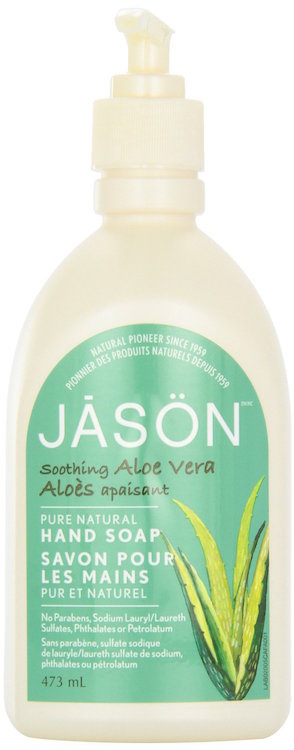 NATURAL PIONEER SINCE 1959
PIONNIER DES PRODUITS NATURELS DEPUIS 1959
JĀSÖN
Soothing Aloe Vera
Aloès apaisant
PURE NATURAL
HAND SOAP
SAVON POUR
LES MAINS
PUR ET NATUREL
No Parabens, Sodium Lauryl/Laureth
Sulfates, Phthalates or Petrolatum
Sans parabène, sulfate sodique
de lauryle/laureth sulfate de sodium,
phthalates ou pétrolatum
473 mL